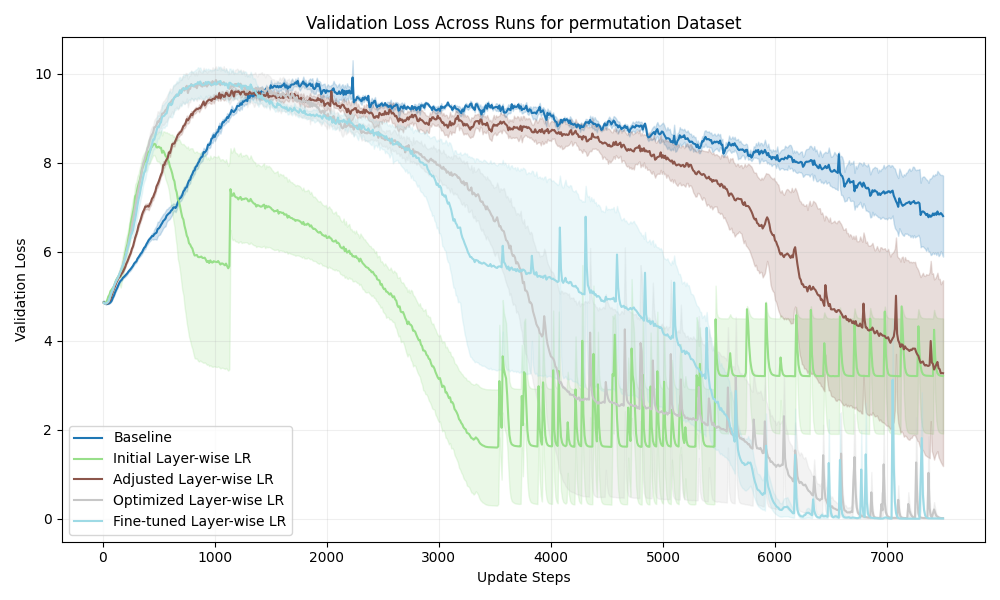 Validation Loss Across Runs for permutation Dataset
Validation Loss
10
8
6
4
2
0
Baseline
Initial Layer-wise LR
Adjusted Layer-wise LR
Optimized Layer-wise LR
Fine-tuned Layer-wise LR
0 1000 2000 3000 4000 5000 6000 7000
Update Steps